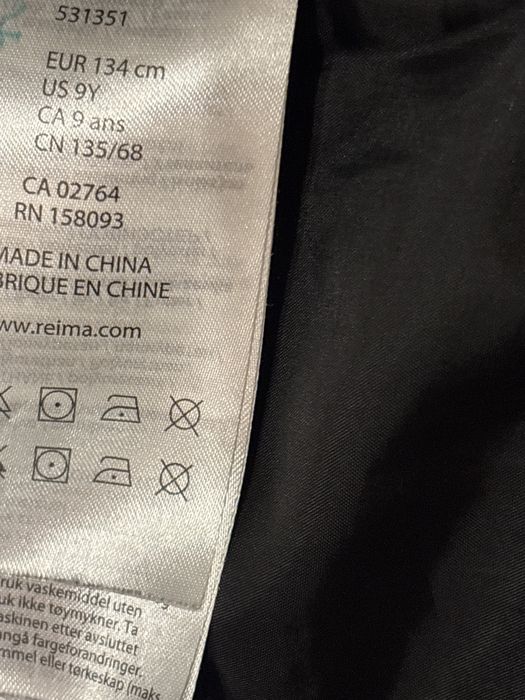 531351
EUR 134 cm
US 9Y
CA 9 ans
CN 135/68
CA 02764
RN 158093
MADE IN CHINA
BRIQUE EN CHINE
ww.reima.com
ruk vaskemiddel uten
uk ikke tøymykner. Ta
askinen etter avsluttet
ngå fargeforandringer.
mmel eller tørkeskap (maks